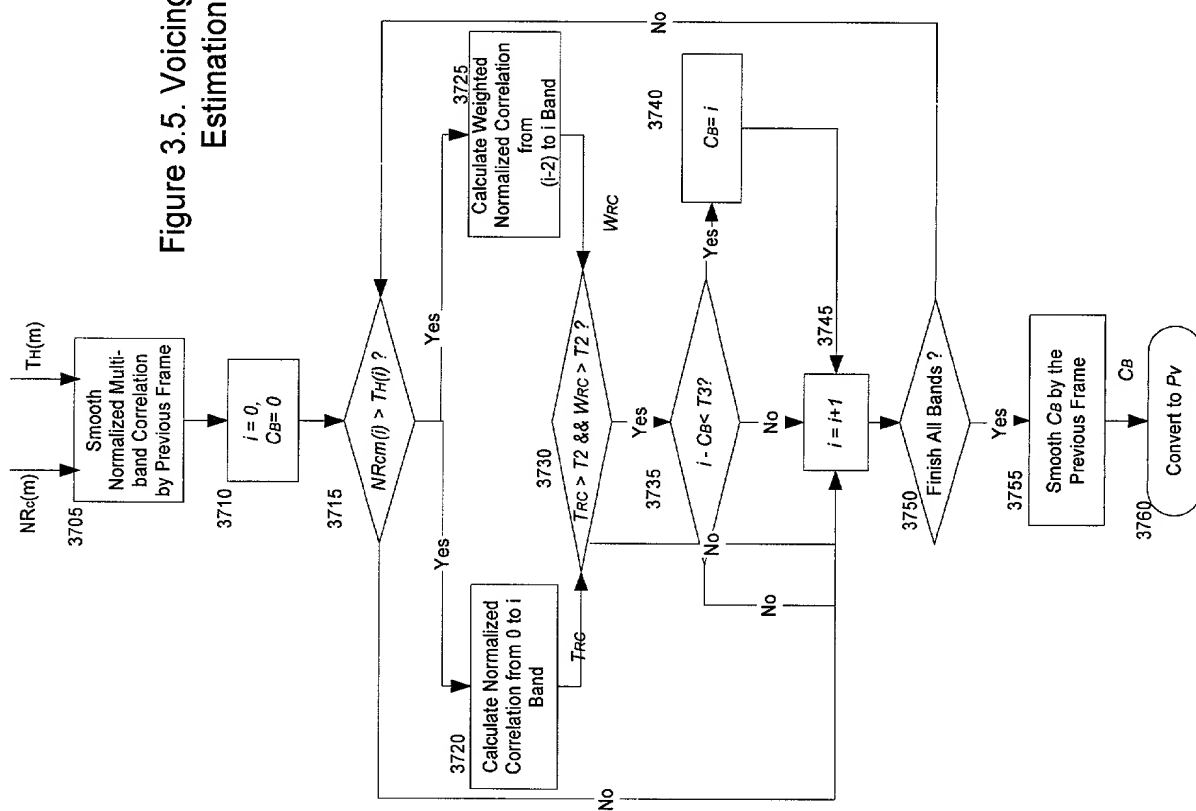 Figure 3.5. Voicing
Estimation
NRc(m)
TH(m)
3705
Smooth
Normalized Multi-
band Correlation
by Previous Frame
3710
i = 0,
CB= 0
3715
NRcm(i) > TH(i) ?
No
No
Yes
Yes
3720
Calculate Normalized
Correlation from 0 to i
Band
3725
Calculate Weighted
Normalized Correlation
from
(i-2) to i Band
TRC
WRC
3730
TRC > T2 && WRC > T2 ?
Yes
No
3735
i - CB< T3?
Yes
No
No
3740
CB= i
3745
i = i+1
3750
Finish All Bands ?
Yes
3755
Smooth CB by the
Previous Frame
CB
3760
Convert to Pv